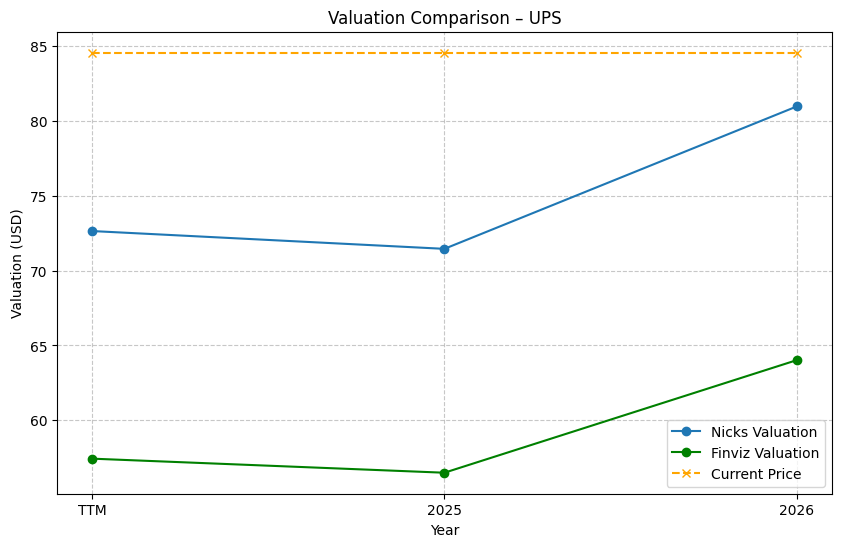 Valuation Comparison – UPS
85
80
75
70
65
60
Valuation (USD)
TTM
2025
2026
Year
Nicks Valuation
Finviz Valuation
Current Price